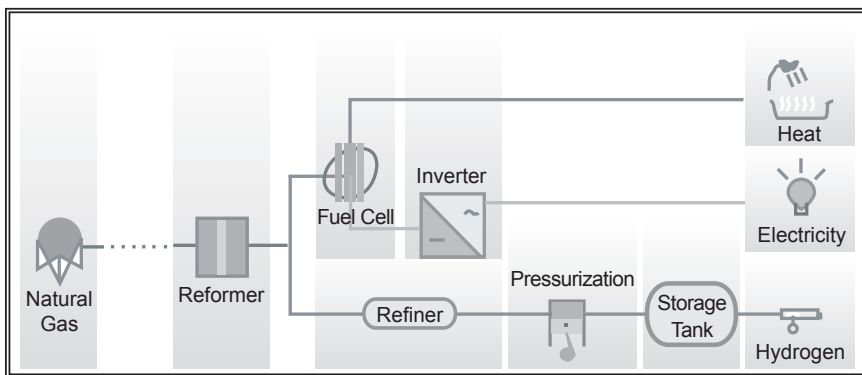 Natural
Gas
Reformer
Fuel Cell
Inverter
Refiner
Pressurization
Storage
Tank
Heat
Electricity
Hydrogen